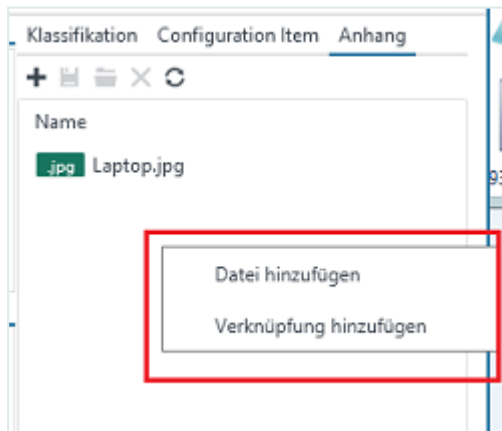 Klassifikation Configuration Item Anhang
Name
.jpg Laptop.jpg
Datei hinzufügen
Verknüpfung hinzufügen